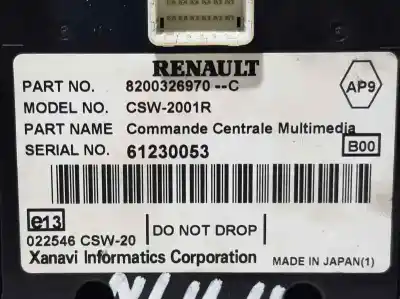 RENAULT
PART NO. 8200326970--C
AP9
MODEL NO. CSW-2001R
PART NAME Commande Centrale Multimedia
SERIAL NO. 61230053
B00
e13
DO NOT DROP
022546 CSW-20
Xanavi Informatics Corporation MADE IN JAPAN(1)